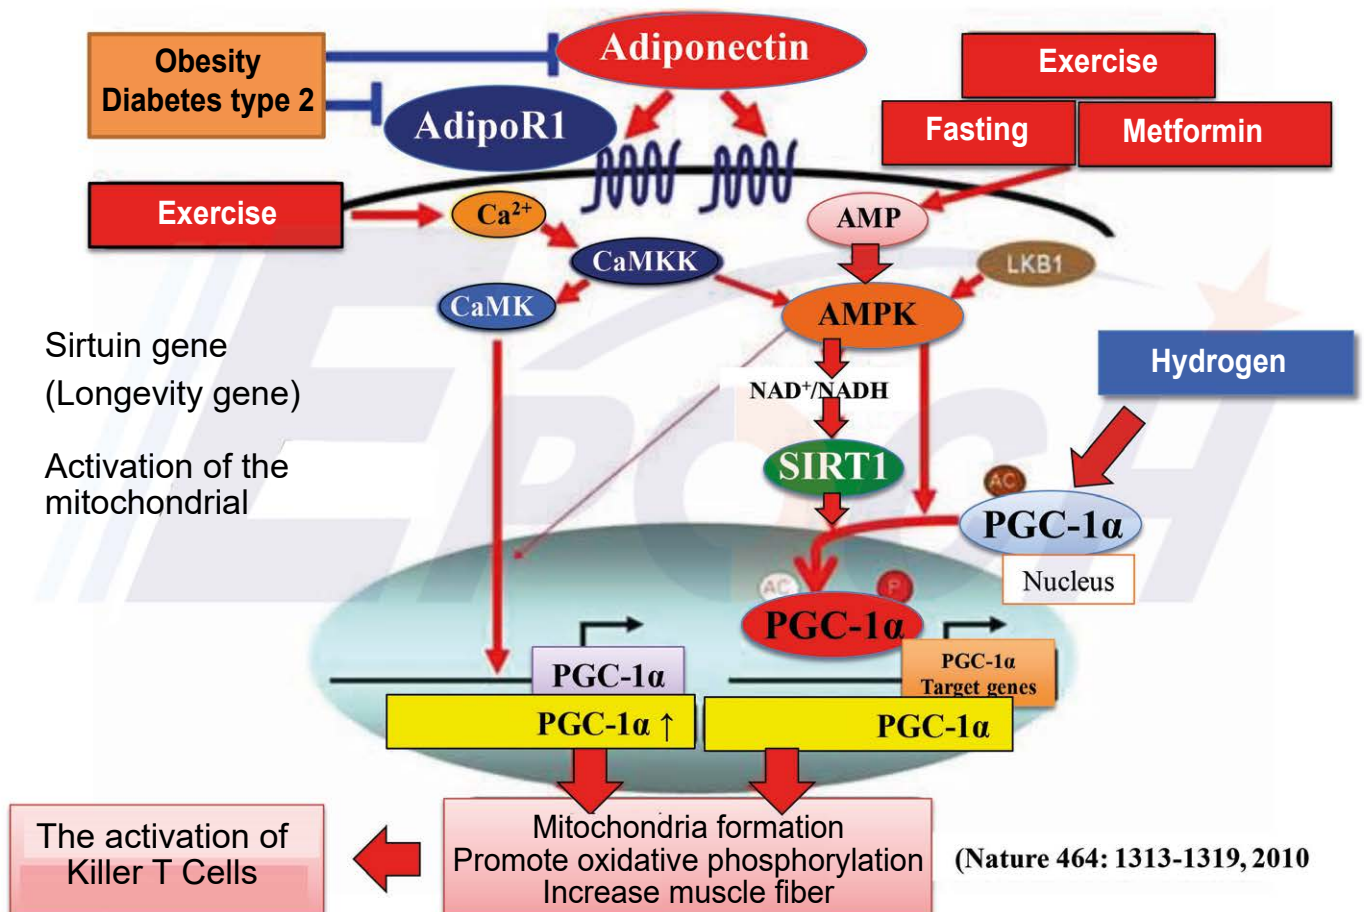 Obesity
Diabetes type 2
Adiponectin
AdipoR1
Exercise
Fasting
Metformin
Exercise
Ca²⁺
AMP
CaMKK
LKB1
CaMK
AMPK
Sirtuin gene
(Longevity gene)
Hydrogen
NAD⁺/NADH
Activation of the
mitochondrial
SIRT1
AC
PGC-1α
Nucleus
AC
P
PGC-1α
PGC-1α
PGC-1α
Target genes
PGC-1α ↑
PGC-1α
EPOCH
The activation of
Killer T Cells
Mitochondria formation
Promote oxidative phosphorylation
Increase muscle fiber
(Nature 464: 1313-1319, 2010